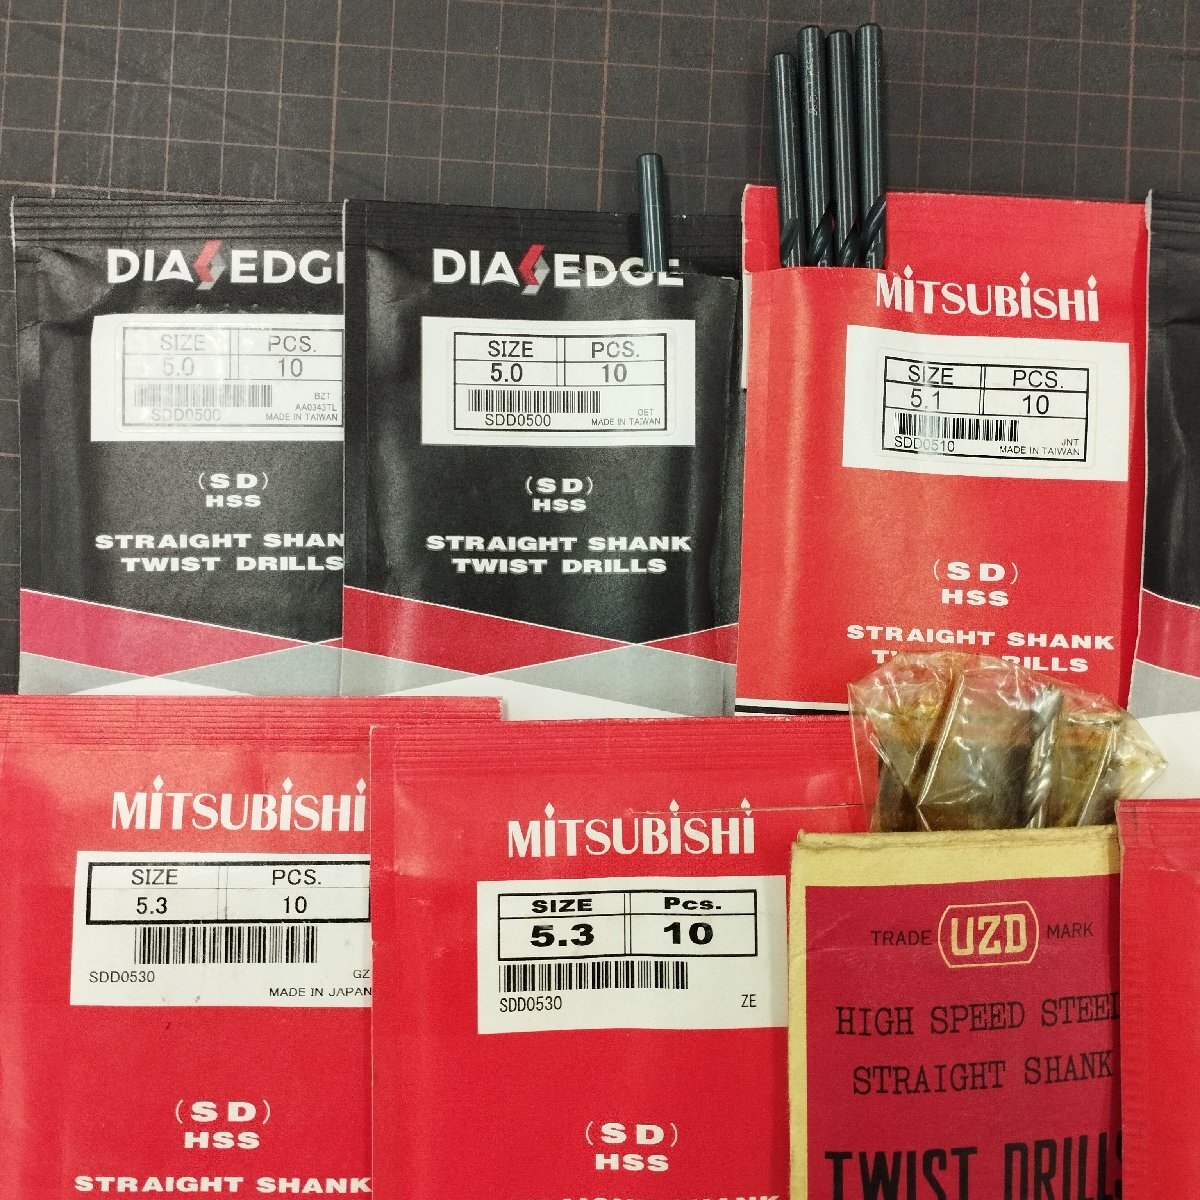 DIAEDGE
SIZE PCS.
5.0 10
BZT
AA0343TL
SDD0500 MADE IN TAIWAN
(SD)
HSS
STRAIGHT SHAN
TWIST DRILLS
DIAEDGE
SIZE PCS.
5.0 10
OET
SDD0500 MADE IN TAIWAN
(SD)
HSS
STRAIGHT SHANK
TWIST DRILLS
MITSUBISHI
SIZE PCS.
5.1 10
JNT
SDD0510 MADE IN TAIWAN
(SD)
HSS
STRAIGHT SHANK
RILLS
MITSUBISHI
SIZE PCS.
5.3 10
SDD0530 GZ
MADE IN JAPAN
(SD)
HSS
STRAIGHT SHANK
MITSUBISHI
SIZE Pcs.
5.3 10
SDD0530 ZE
(SD)
HSS
TRADE UZD MARK
HIGH SPEED STEEL
STRAIGHT SHANK
TWIST DRILLS